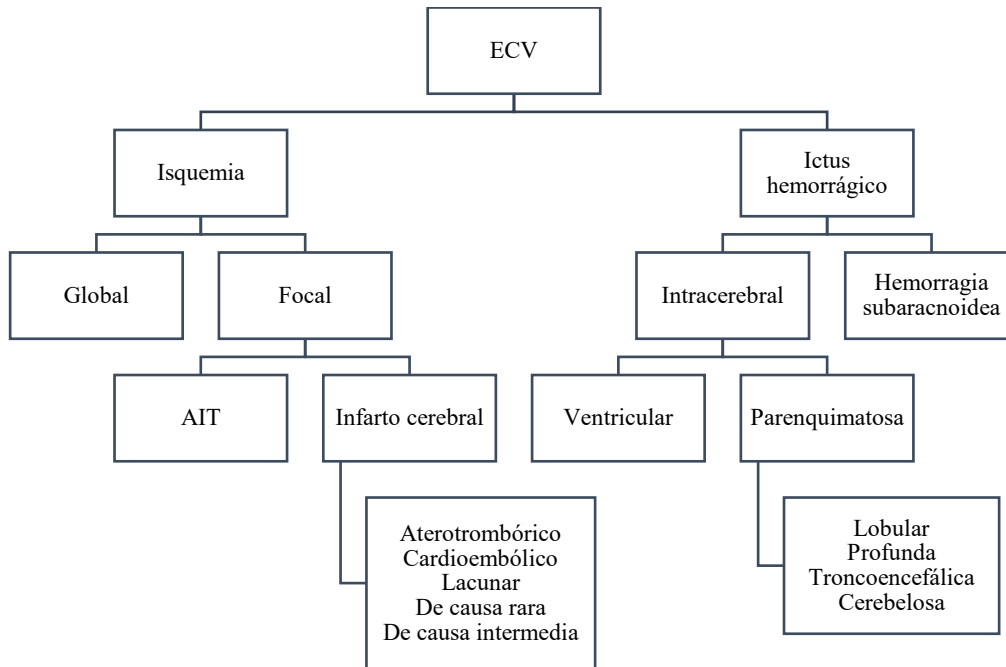 ECV
Isquemia
Ictus
hemorrágico
Global
Focal
Intracerebral
Hemorragia
subaracnoidea
AIT
Infarto cerebral
Ventricular
Parenquimatosa
Aterotrombórico
Cardioembólico
Lacunar
De causa rara
De causa intermedia
Lobular
Profunda
Troncoencefálica
Cerebelosa